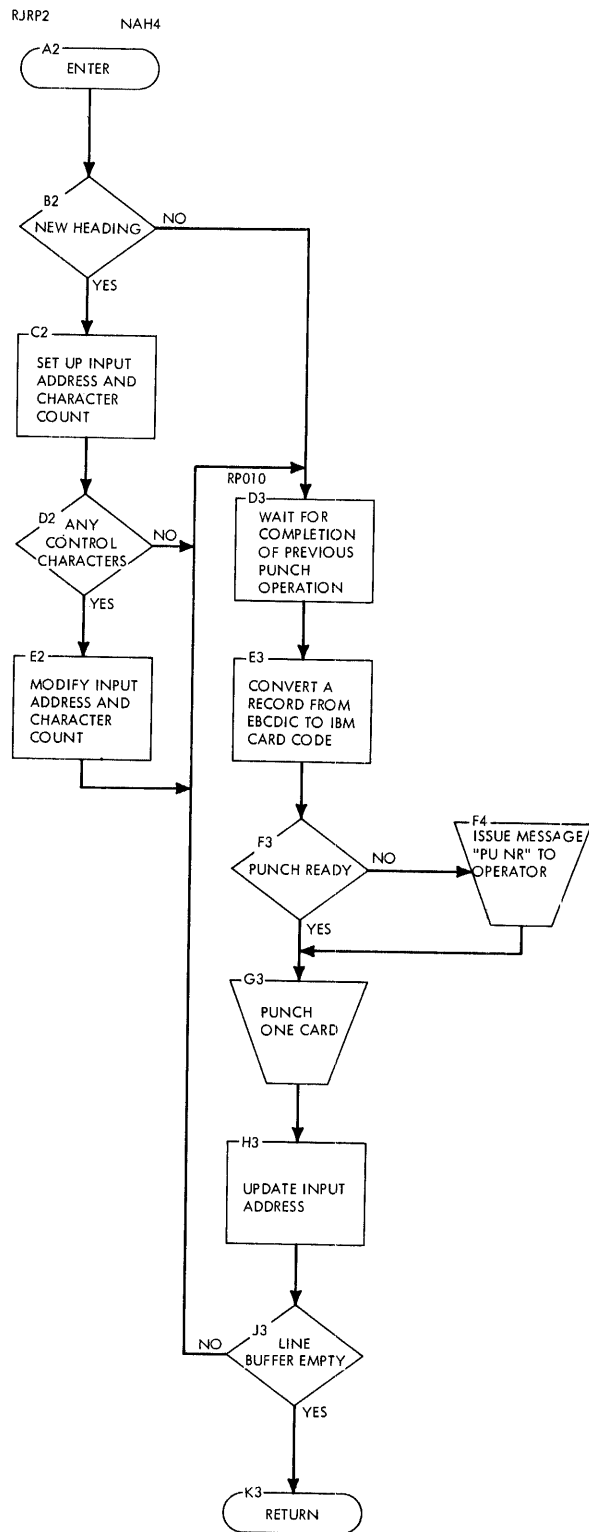 RJRP2
NAH4
A2
ENTER
B2
NEW HEADING
NO
YES
C2
SET UP INPUT
ADDRESS AND
CHARACTER
COUNT
D2
ANY
CONTROL
CHARACTERS
NO
YES
E2
MODIFY INPUT
ADDRESS AND
CHARACTER
COUNT
RP010
D3
WAIT FOR
COMPLETION
OF PREVIOUS
PUNCH
OPERATION
E3
CONVERT A
RECORD FROM
EBCDIC TO IBM
CARD CODE
F3
PUNCH READY
NO
YES
F4
ISSUE MESSAGE
"PU NR" TO
OPERATOR
G3
PUNCH
ONE CARD
H3
UPDATE INPUT
ADDRESS
J3
LINE
BUFFER EMPTY
NO
YES
K3
RETURN